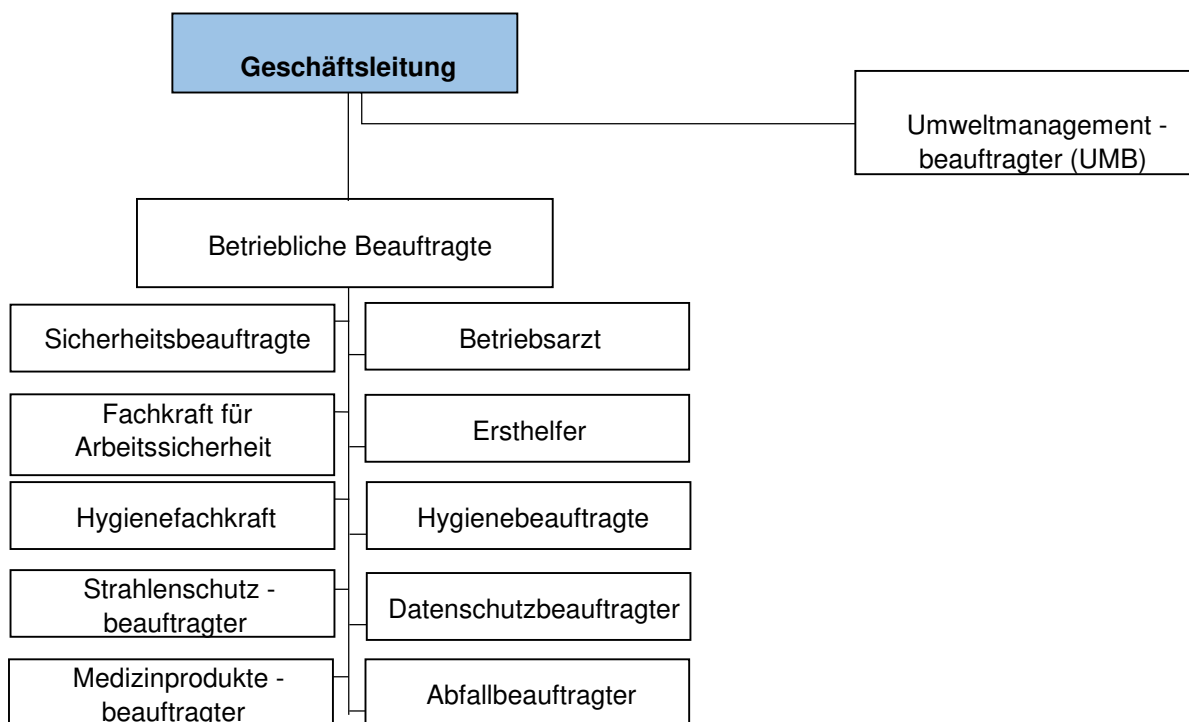 Geschäftsleitung
Umweltmanagement -
beauftragter (UMB)
Betriebliche Beauftragte
Sicherheitsbeauftragte
Betriebsarzt
Fachkraft für
Arbeitssicherheit
Ersthelfer
Hygienefachkraft
Hygienebeauftragte
Strahlenschutz -
beauftragter
Datenschutzbeauftragter
Medizinprodukte -
beauftragter
Abfallbeauftragter